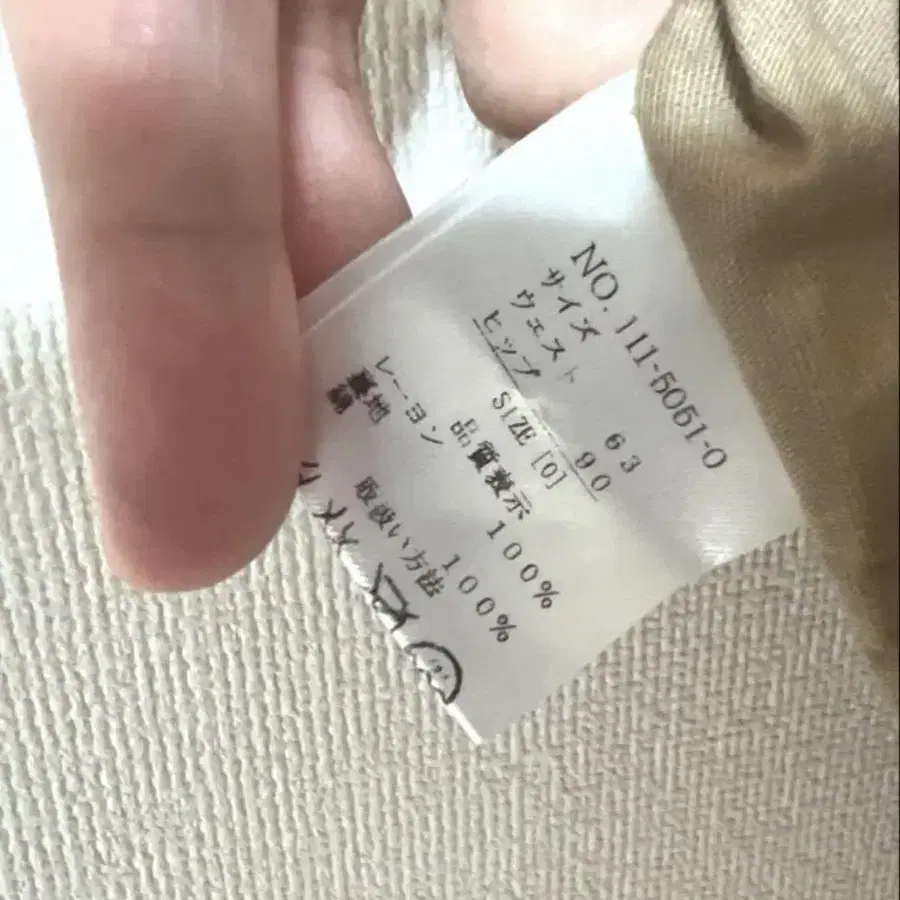 NO. 111-5051-0
サイズ
ウェスト 63
ヒップ 90
SIZE [0]
品質表示
レーヨン 100%
裏地
綿 100%
取扱い方法